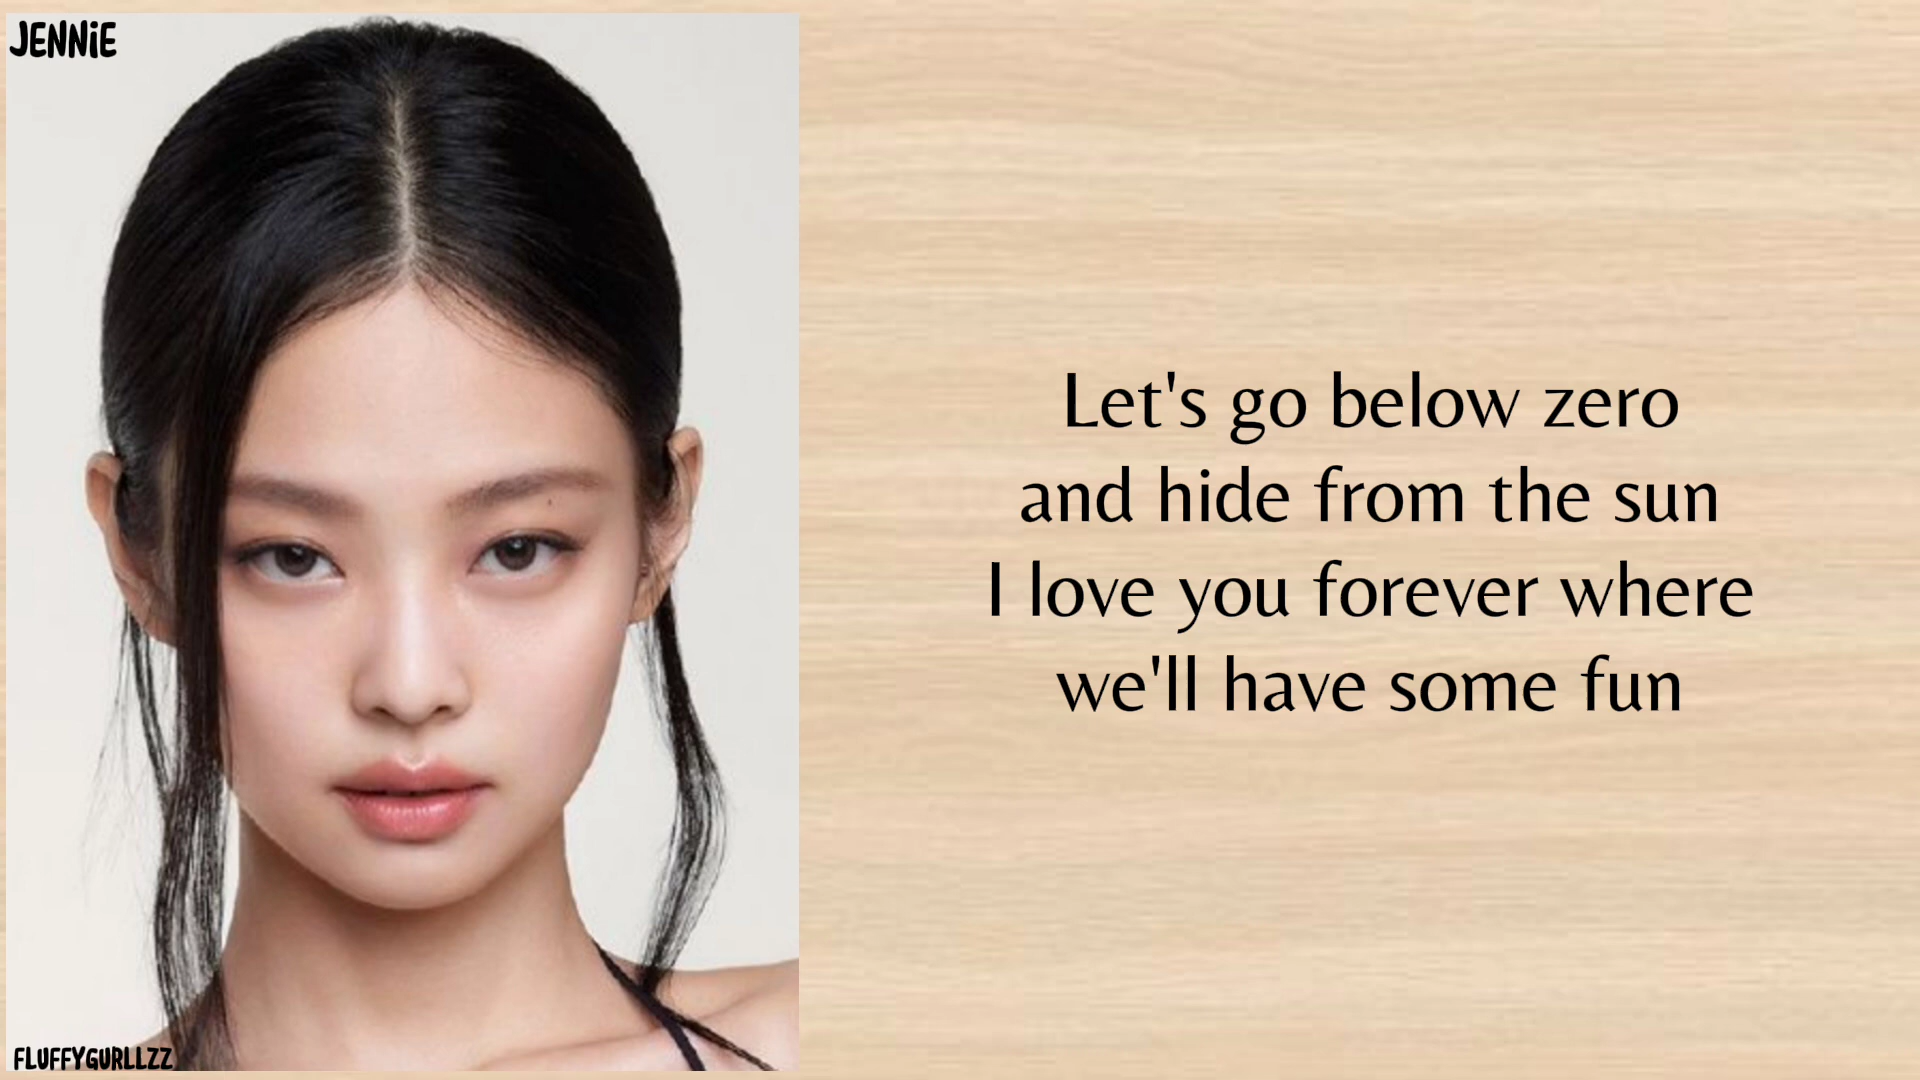 JENNiE
Let's go below zero
and hide from the sun
I love you forever where
we'll have some fun
FLUFFYGURLLZZ